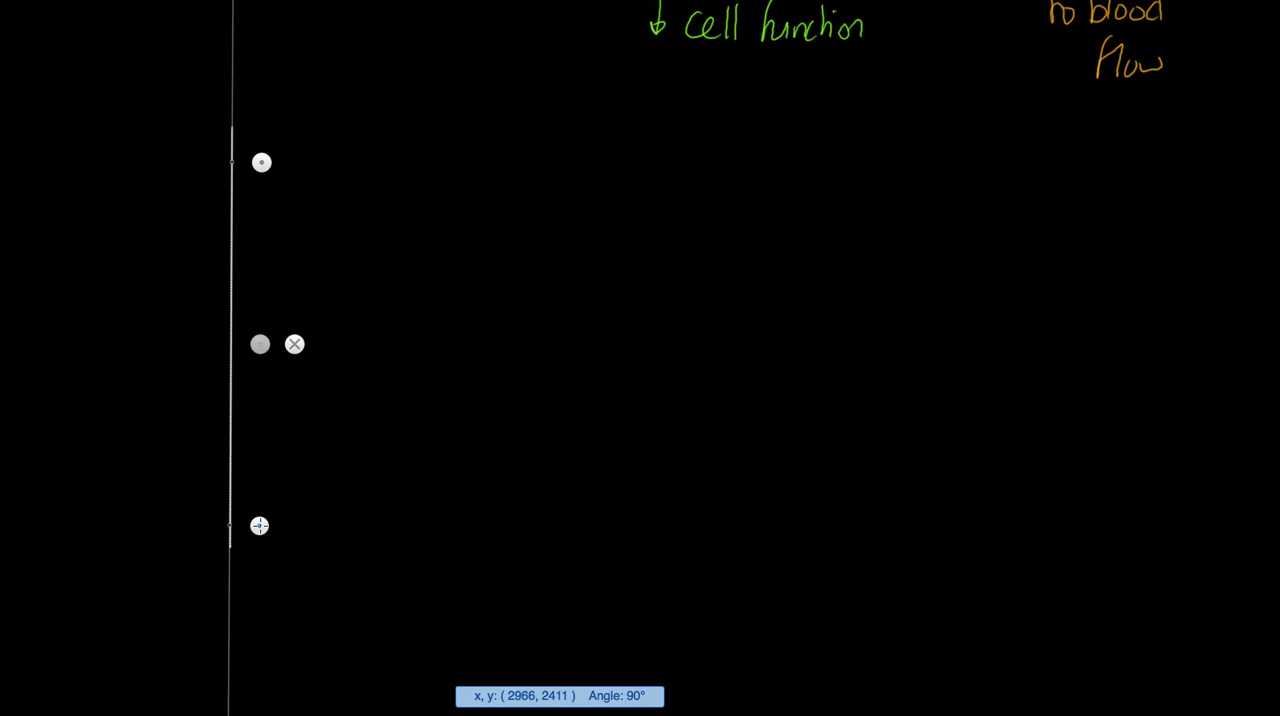 ↓ cell function
no blood
flow
x, y: ( 2966, 2411 ) Angle: 90°